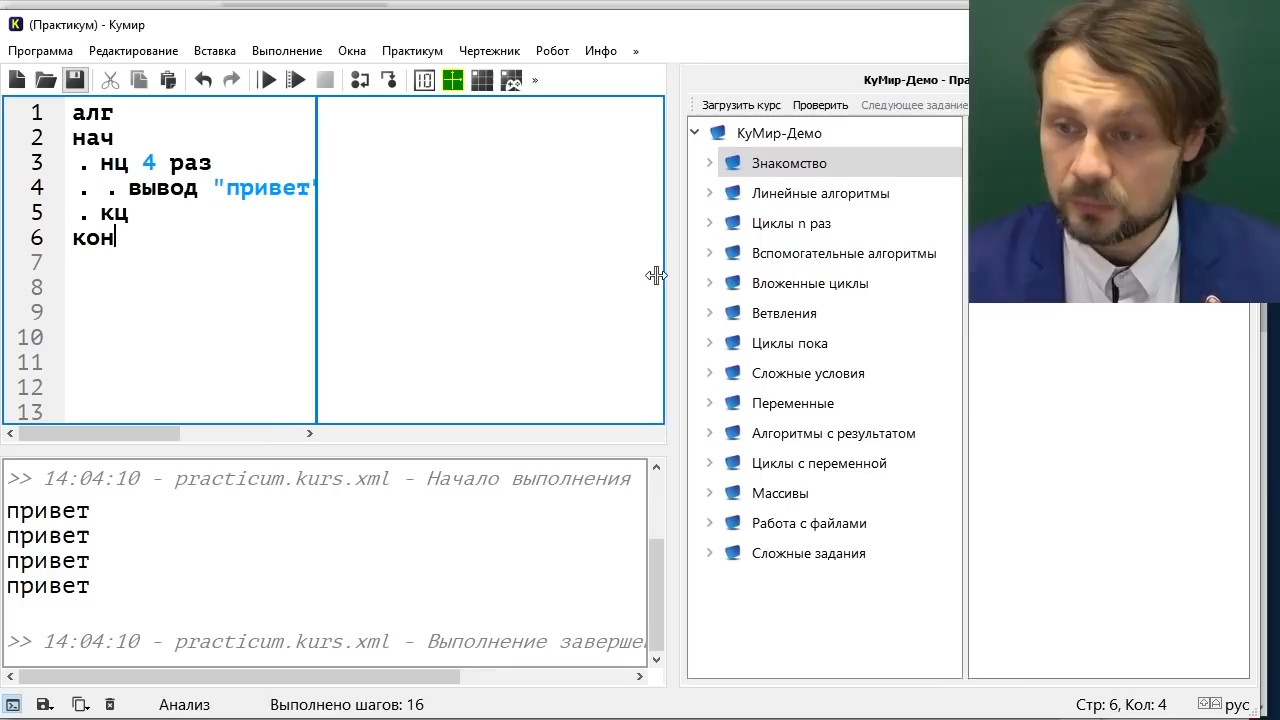 (Практикум) - Кумир
Программа Редактирование Вставка Выполнение Окна Практикум Чертежник Робот Инфо »
»
1 алг
2 нач
3 . нц 4 раз
4 . . вывод "привет"
5 . кц
6 кон
7
8
9
10
11
12
13
>> 14:04:10 - practicum.kurs.xml - Начало выполнения
привет
привет
привет
привет
>> 14:04:10 - practicum.kurs.xml - Выполнение заверше
Анализ Выполнено шагов: 16 Стр: 6, Кол: 4 рус
КуМир-Демо - Пра
Загрузить курс Проверить Следующее задание
КуМир-Демо
Знакомство
Линейные алгоритмы
Циклы n раз
Вспомогательные алгоритмы
Вложенные циклы
Ветвления
Циклы пока
Сложные условия
Переменные
Алгоритмы с результатом
Циклы с переменной
Массивы
Работа с файлами
Сложные задания